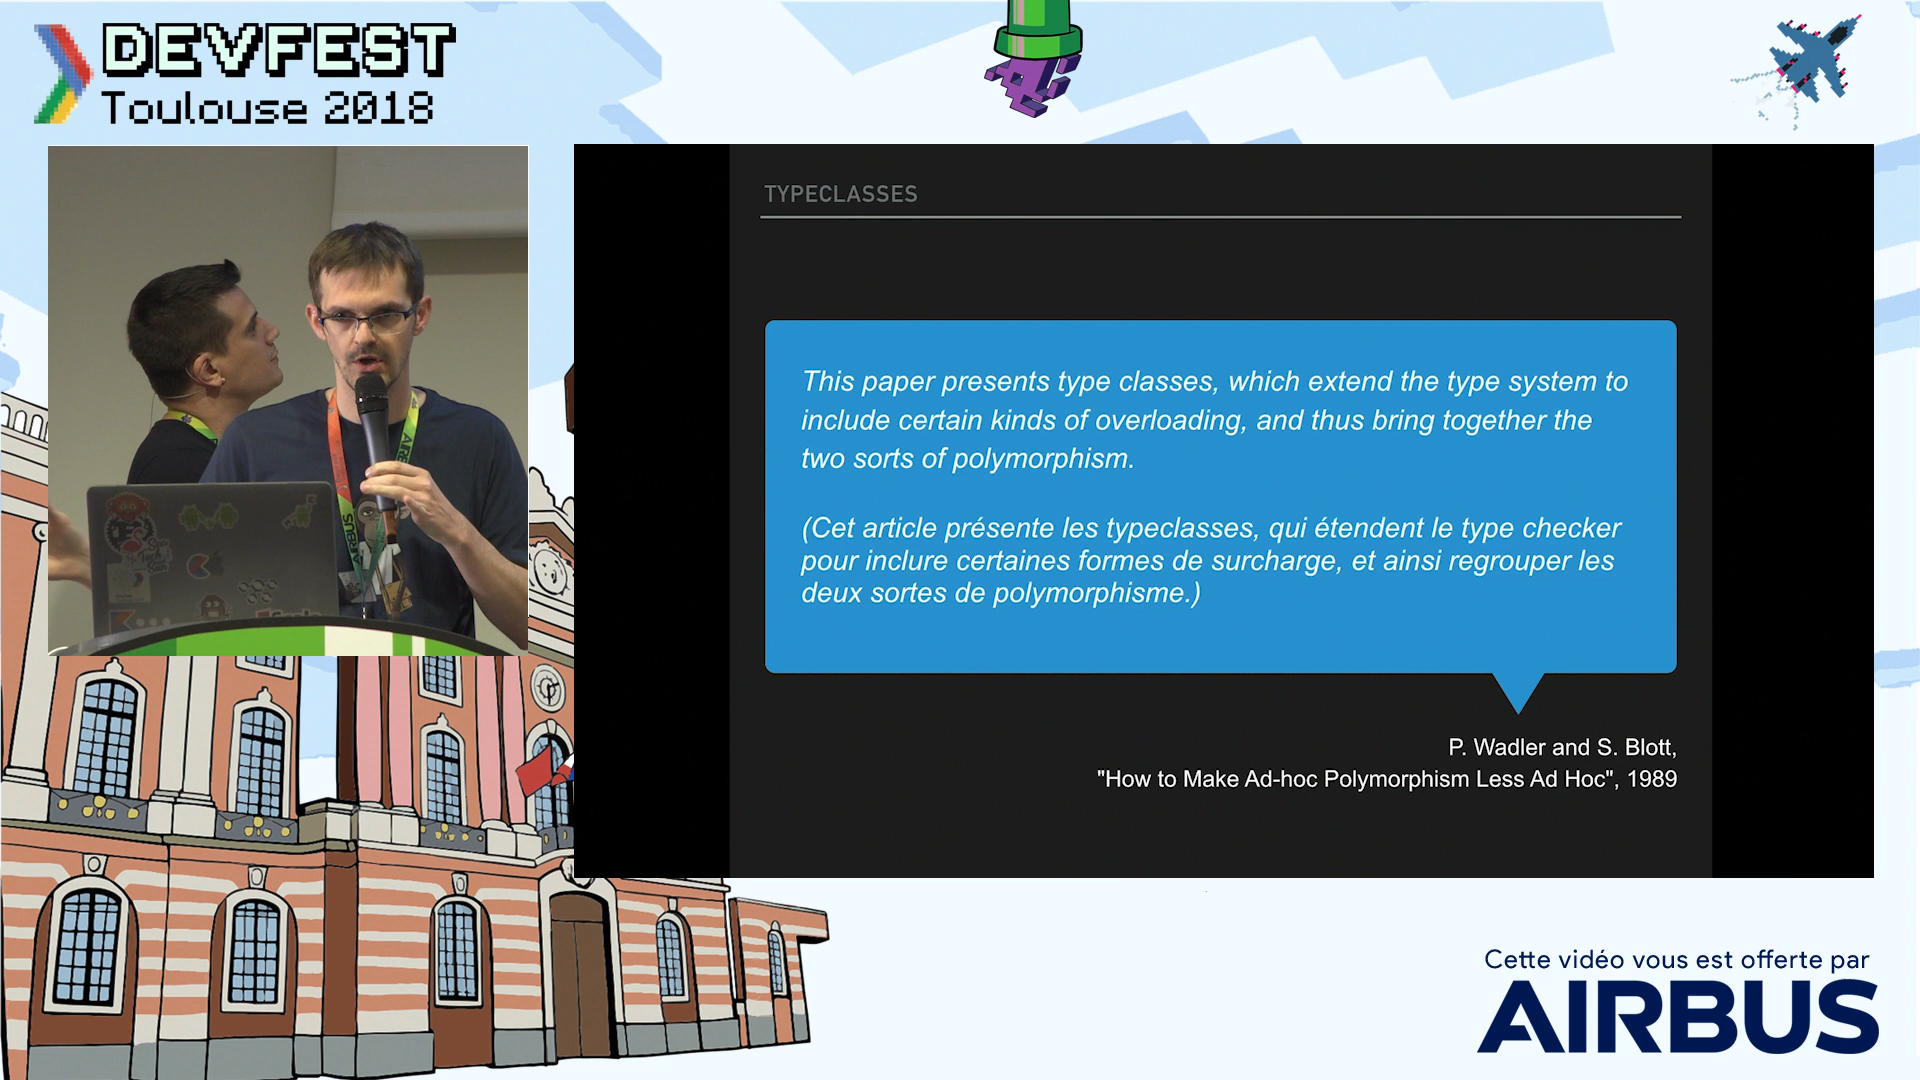 DEVFEST
Toulouse 2018
TYPECLASSES
This paper presents type classes, which extend the type system to
include certain kinds of overloading, and thus bring together the
two sorts of polymorphism.
(Cet article présente les typeclasses, qui étendent le type checker
pour inclure certaines formes de surcharge, et ainsi regrouper les
deux sortes de polymorphisme.)
P. Wadler and S. Blott,
"How to Make Ad-hoc Polymorphism Less Ad Hoc", 1989
AIRBUS
Cette vidéo vous est offerte par
AIRBUS